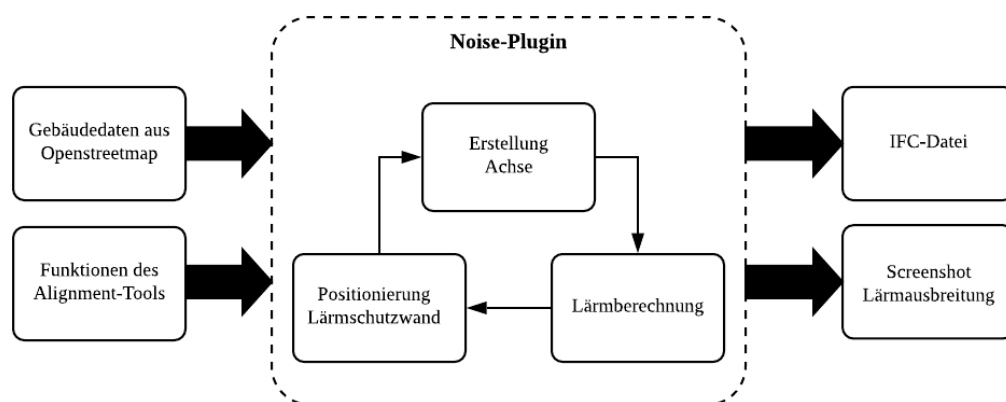 Noise-Plugin
Gebäudedaten aus
Openstreetmap
Funktionen des
Alignment-Tools
Erstellung
Achse
Lärmberechnung
Positionierung
Lärmschutzwand
IFC-Datei
Screenshot
Lärmausbreitung